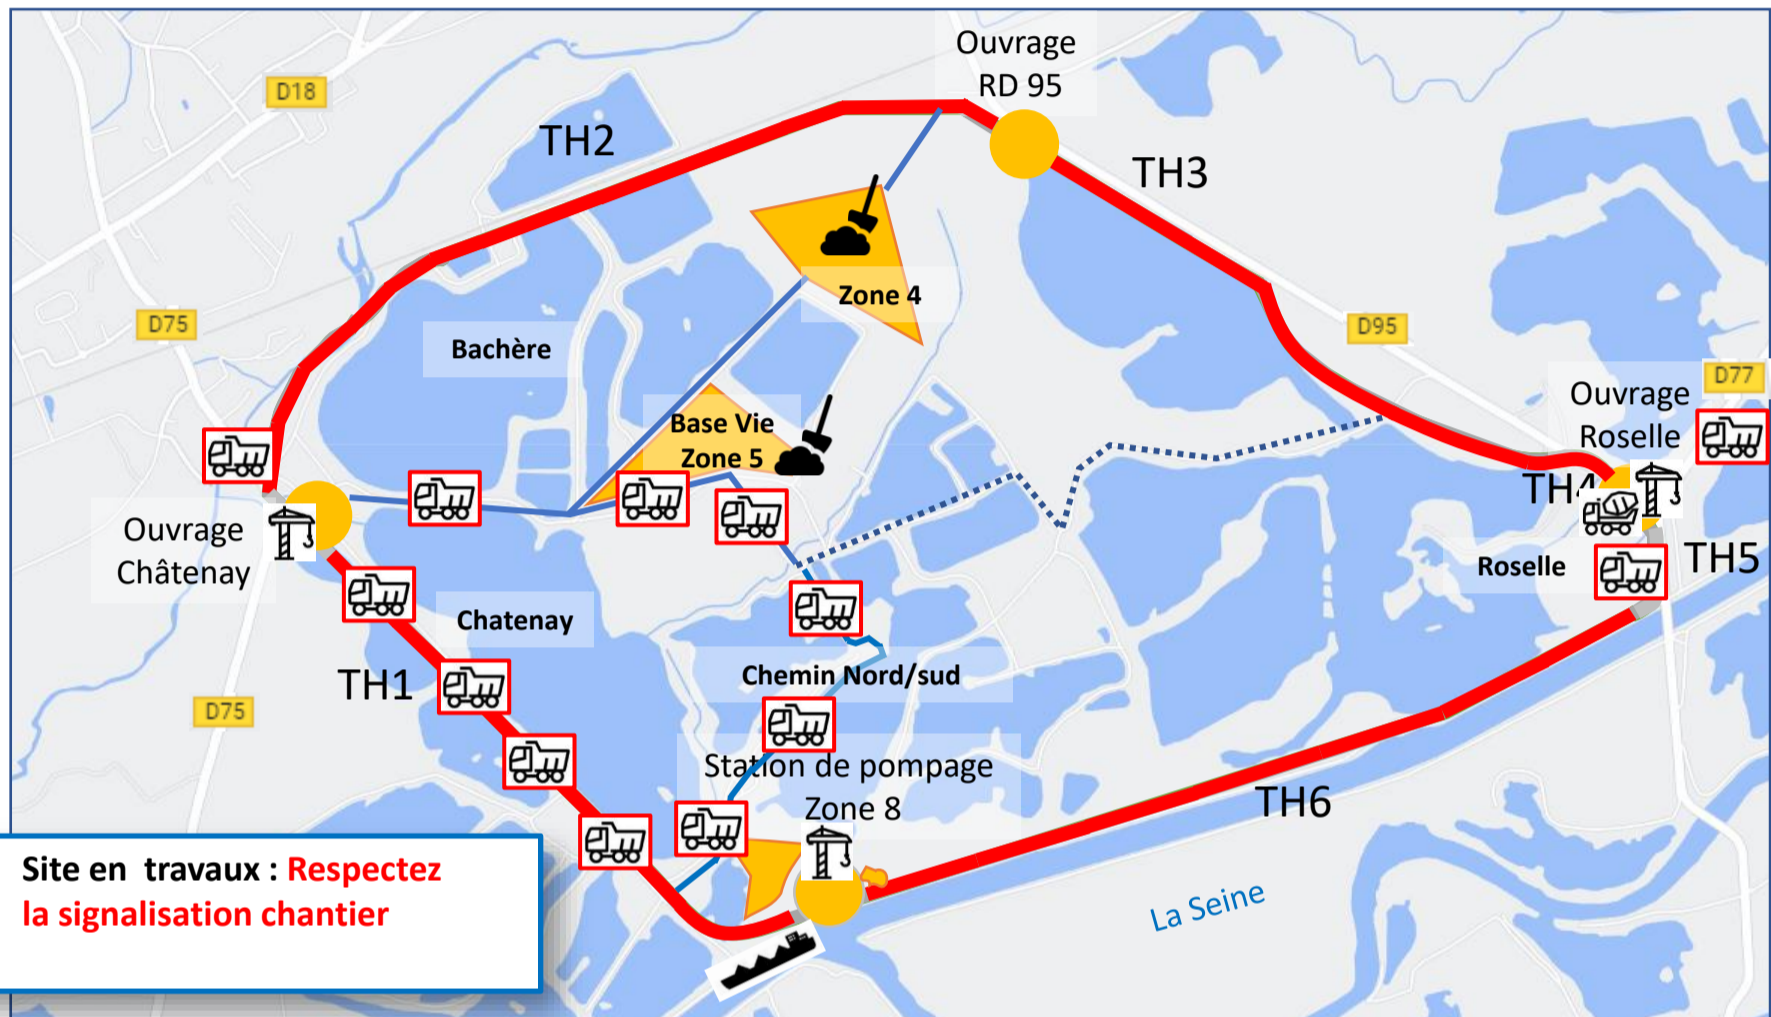 Ouvrage
RD 95
D18
TH2
TH3
Zone 4
D75
D95
Bachère
D77
Ouvrage
Roselle
Base Vie
Zone 5
TH4
Ouvrage
Châtenay
TH5
Roselle
Chatenay
Chemin Nord/sud
TH1
D75
Station de pompage
Zone 8
TH6
Site en travaux : Respectez
la signalisation chantier
La Seine